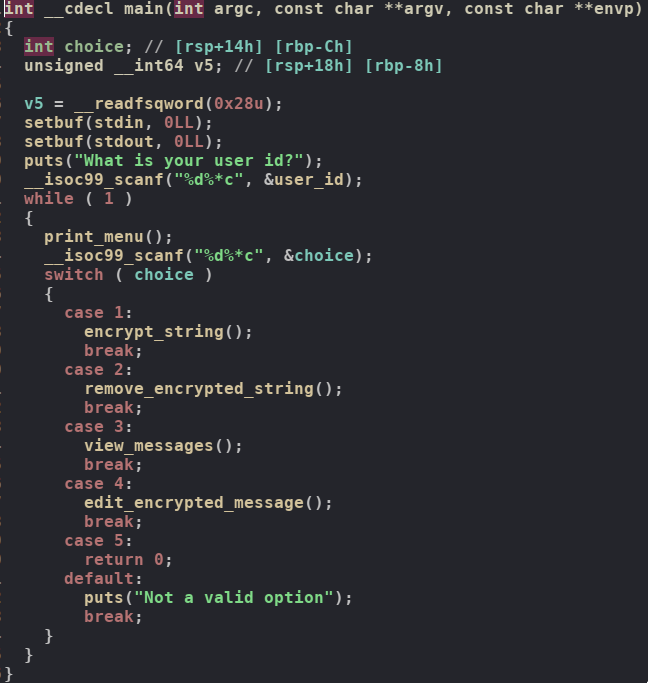 int __cdecl main(int argc, const char **argv, const char **envp)
{
  int choice; // [rsp+14h] [rbp-Ch]
  unsigned __int64 v5; // [rsp+18h] [rbp-8h]

  v5 = __readfsqword(0x28u);
  setbuf(stdin, 0LL);
  setbuf(stdout, 0LL);
  puts("What is your user id?");
  __isoc99_scanf("%d%*c", &user_id);
  while ( 1 )
  {
    print_menu();
    __isoc99_scanf("%d%*c", &choice);
    switch ( choice )
    {
      case 1:
        encrypt_string();
        break;
      case 2:
        remove_encrypted_string();
        break;
      case 3:
        view_messages();
        break;
      case 4:
        edit_encrypted_message();
        break;
      case 5:
        return 0;
      default:
        puts("Not a valid option");
        break;
    }
  }
}